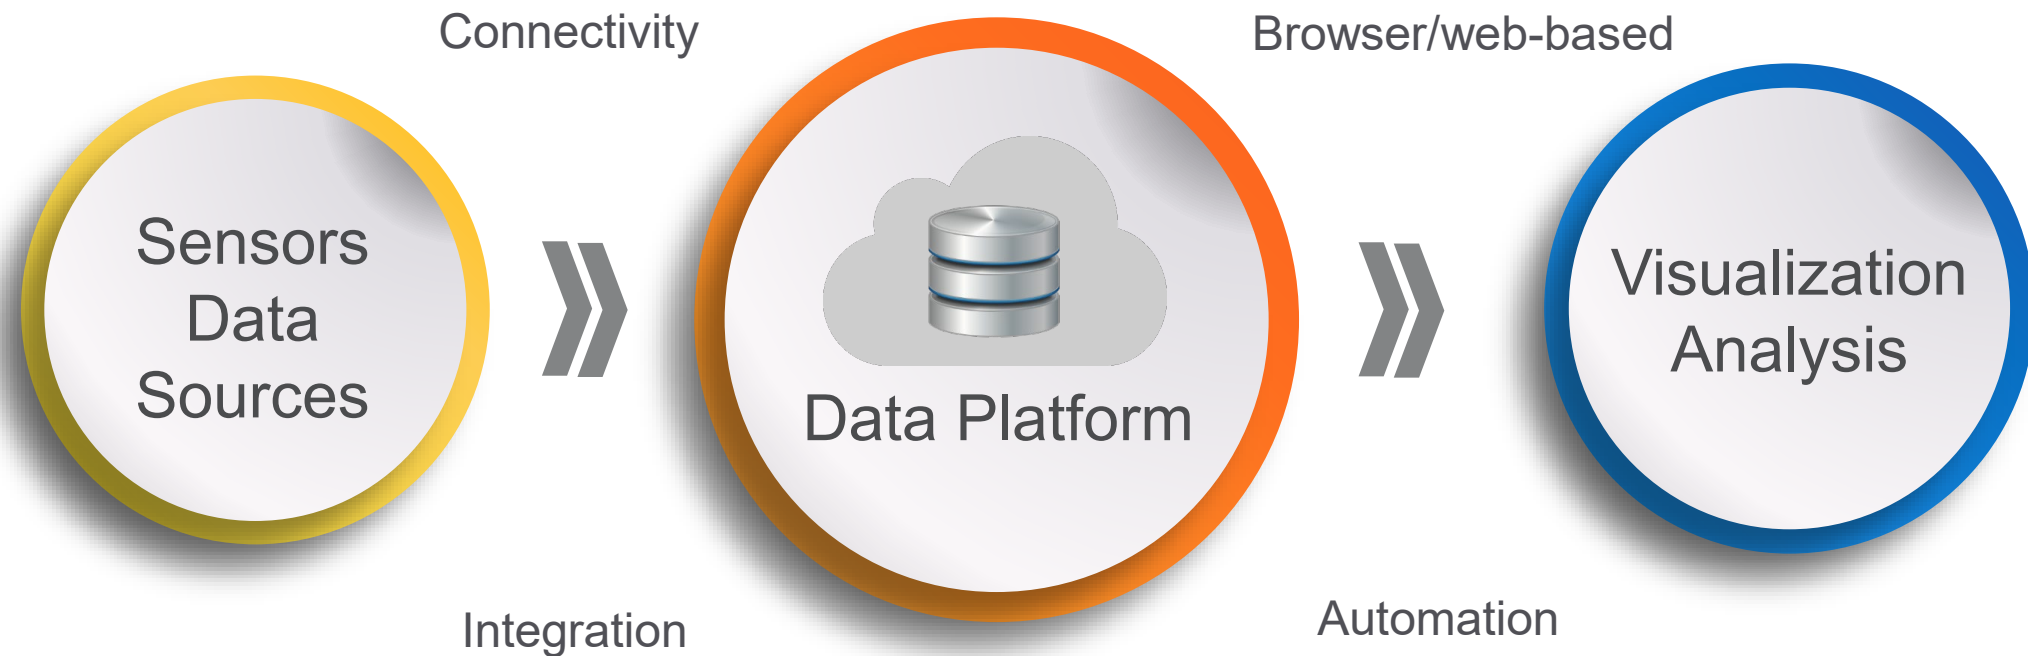 Connectivity
Browser/web-based
Sensors
Data
Sources
Data Platform
Visualization
Analysis
Integration
Automation